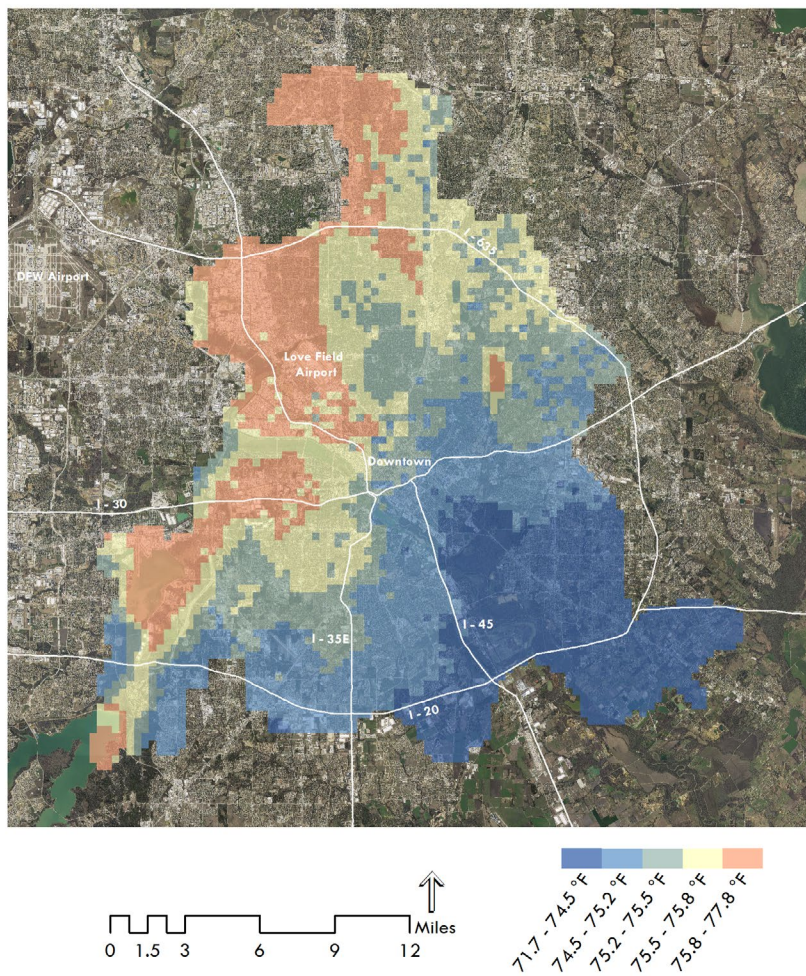 I - 635
DFW Airport
Love Field
Airport
Downtown
I - 30
I - 45
I - 35E
I - 20
Miles
0 1.5 3 6 9 12
71.7 - 74.5 °F
74.5 - 75.2 °F
75.2 - 75.5 °F
75.5 - 75.8 °F
75.8 - 77.8 °F